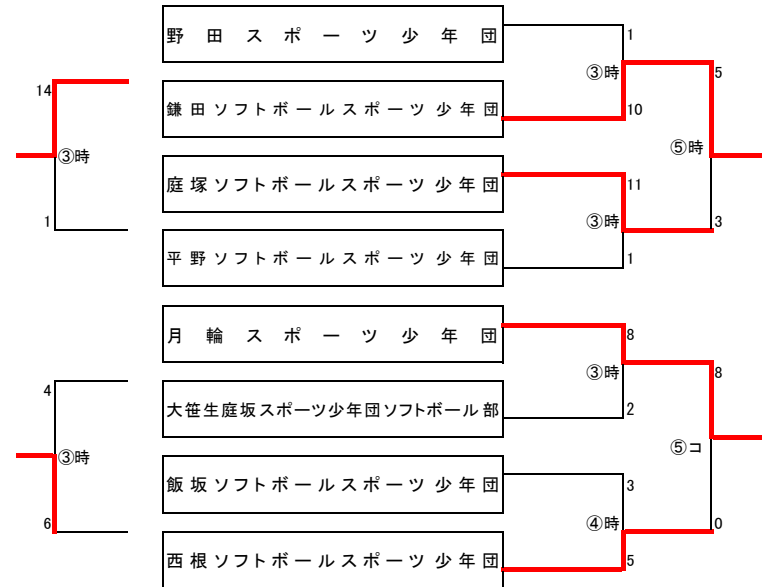 野田スポーツ少年団
1
③時
5
14
鎌田ソフトボールスポーツ少年団
10
③時
⑤時
庭塚ソフトボールスポーツ少年団
11
1
③時
3
平野ソフトボールスポーツ少年団
1
月輪スポーツ少年団
8
③時
8
4
大笹生庭坂スポーツ少年団ソフトボール部
2
③時
⑤コ
飯坂ソフトボールスポーツ少年団
3
6
④時
0
西根ソフトボールスポーツ少年団
5